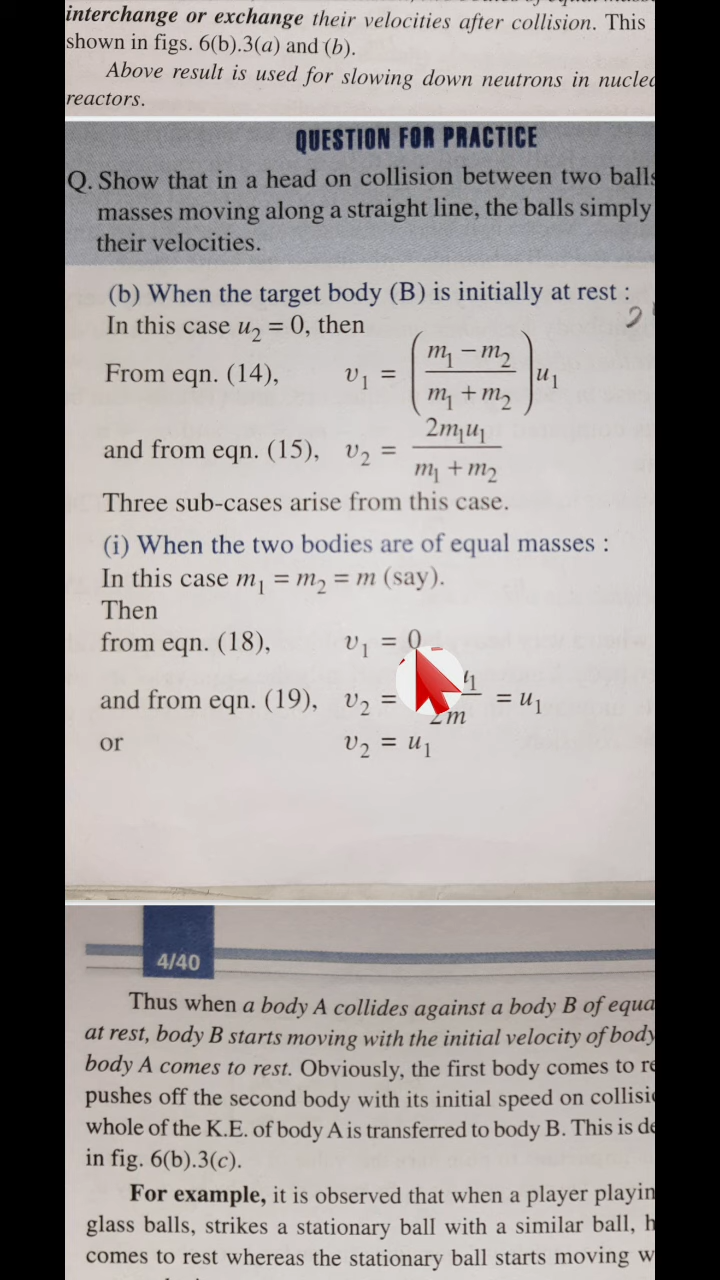 interchange or exchange their velocities after collision. This
shown in figs. 6(b).3(a) and (b).
Above result is used for slowing down neutrons in
reactors.
QUESTION FOR PRACTICE
Q. Show that in a head on collision between two balls
masses moving along a straight line, the balls simply
their velocities.
(b) When the target body (B) is initially at rest :
In this case u₂ = 0, then
From eqn. (14), v₁ = ((m₁ − m₂)/(m₁ + m₂))u₁
and from eqn. (15), v₂ = 2m₁u₁/(m₁ + m₂)
Three sub-cases arise from this case.
(i) When the two bodies are of equal masses :
In this case m₁ = m₂ = m (say).
Then
from eqn. (18), v₁ = 0
and from eqn. (19), v₂ = = u₁
or v₂ = u₁
4/40
Thus when a body A collides against a body B of
at rest, body B starts moving with the initial velocity of body
body A comes to rest. Obviously, the first body comes to
pushes off the second body with its initial speed on
whole of the K.E. of body A is transferred to body B. This is
in fig. 6(b).3(c).
For example, it is observed that when a player
glass balls, strikes a stationary ball with a similar ball,
comes to rest whereas the stationary ball starts moving